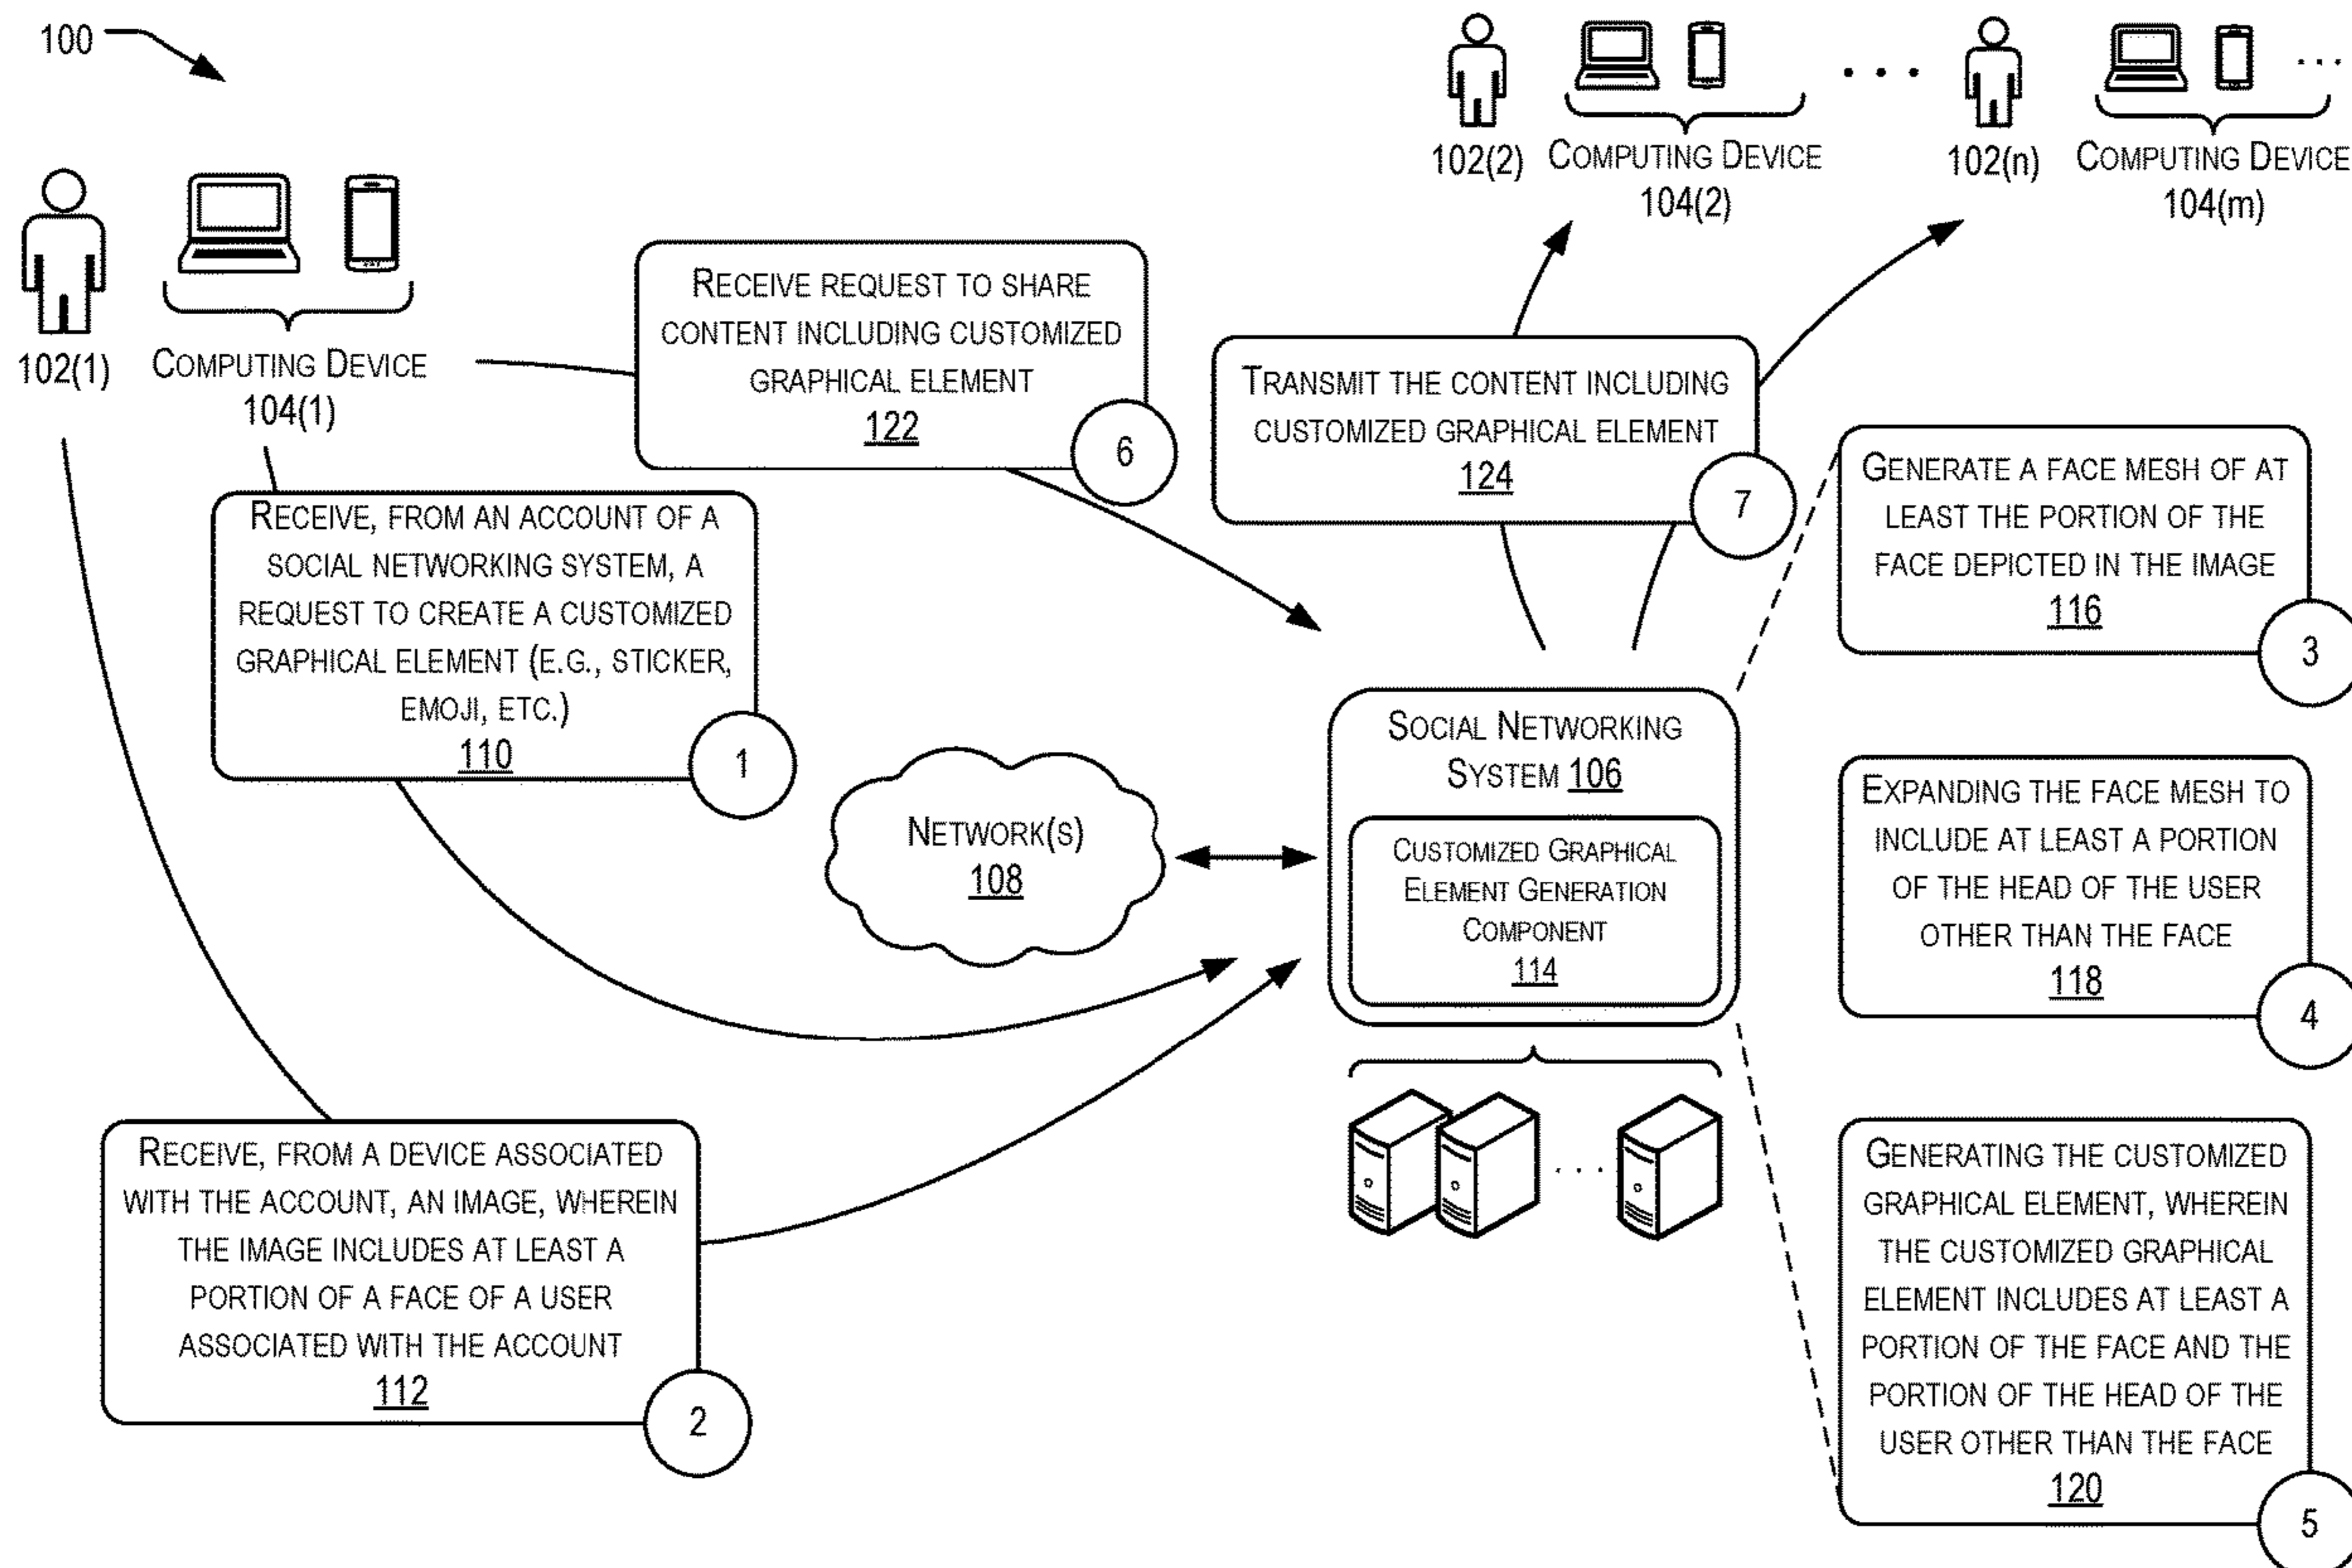 100
102(1)
COMPUTING DEVICE
104(1)
102(2)
COMPUTING DEVICE
104(2)
. . .
102(n)
COMPUTING DEVICE
104(m)
...
RECEIVE REQUEST TO SHARE
CONTENT INCLUDING CUSTOMIZED
GRAPHICAL ELEMENT
122
6
TRANSMIT THE CONTENT INCLUDING
CUSTOMIZED GRAPHICAL ELEMENT
124
7
RECEIVE, FROM AN ACCOUNT OF A
SOCIAL NETWORKING SYSTEM, A
REQUEST TO CREATE A CUSTOMIZED
GRAPHICAL ELEMENT (E.G., STICKER,
EMOJI, ETC.)
110
1
GENERATE A FACE MESH OF AT
LEAST THE PORTION OF THE
FACE DEPICTED IN THE IMAGE
116
3
NETWORK(S)
108
SOCIAL NETWORKING
SYSTEM 106
CUSTOMIZED GRAPHICAL
ELEMENT GENERATION
COMPONENT
114
EXPANDING THE FACE MESH TO
INCLUDE AT LEAST A PORTION
OF THE HEAD OF THE USER
OTHER THAN THE FACE
118
4
RECEIVE, FROM A DEVICE ASSOCIATED
WITH THE ACCOUNT, AN IMAGE, WHEREIN
THE IMAGE INCLUDES AT LEAST A
PORTION OF A FACE OF A USER
ASSOCIATED WITH THE ACCOUNT
112
2
. . .
GENERATING THE CUSTOMIZED
GRAPHICAL ELEMENT, WHEREIN
THE CUSTOMIZED GRAPHICAL
ELEMENT INCLUDES AT LEAST A
PORTION OF THE FACE AND THE
PORTION OF THE HEAD OF THE
USER OTHER THAN THE FACE
120
5